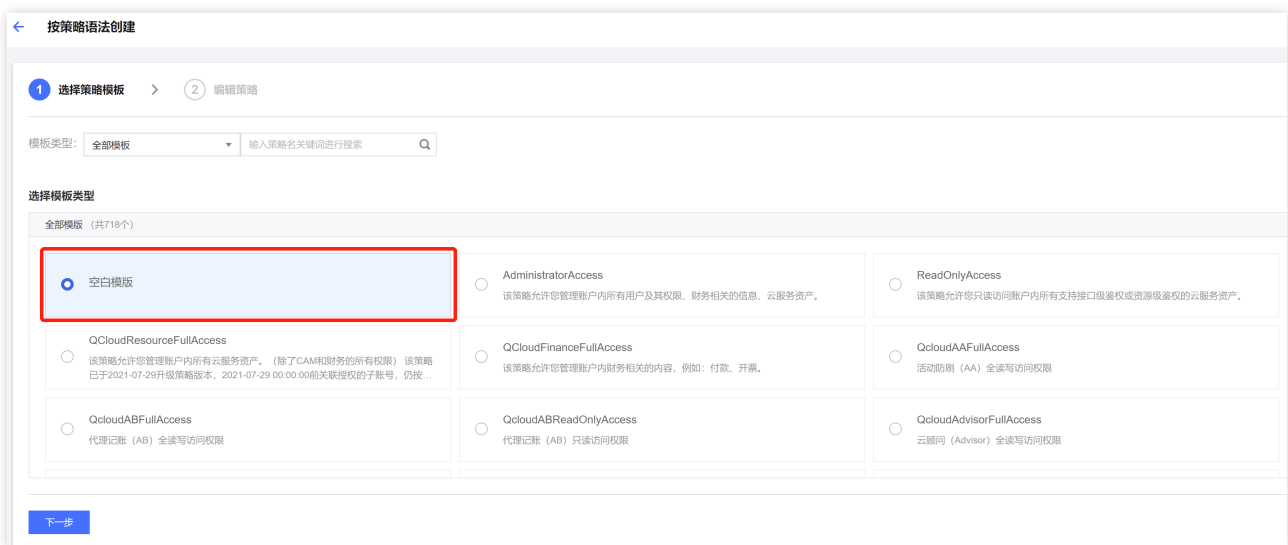 按策略语法创建
1 选择策略模板 > 2 编辑策略
模板类型： 全部模板 输入策略名关键词进行搜索
选择模板类型
全部模版 （共718个）
空白模版
AdministratorAccess
该策略允许您管理账户内所有用户及其权限、财务相关的信息、云服务资产。
ReadOnlyAccess
该策略允许您只读访问账户内所有支持接口级鉴权或资源级鉴权的云服务资产。
QCloudResourceFullAccess
该策略允许您管理账户内所有云服务资产。（除了CAM和财务的所有权限）该策略
已于2021-07-29升级策略版本，2021-07-29 00:00:00前关联授权的子账号，仍按...
QCloudFinanceFullAccess
该策略允许您管理账户内财务相关的内容，例如：付款、开票。
QcloudAAFullAccess
活动防刷（AA）全读写访问权限
QcloudABFullAccess
代理记账（AB）全读写访问权限
QcloudABReadOnlyAccess
代理记账（AB）只读访问权限
QcloudAdvisorFullAccess
云顾问（Advisor）全读写访问权限
下一步